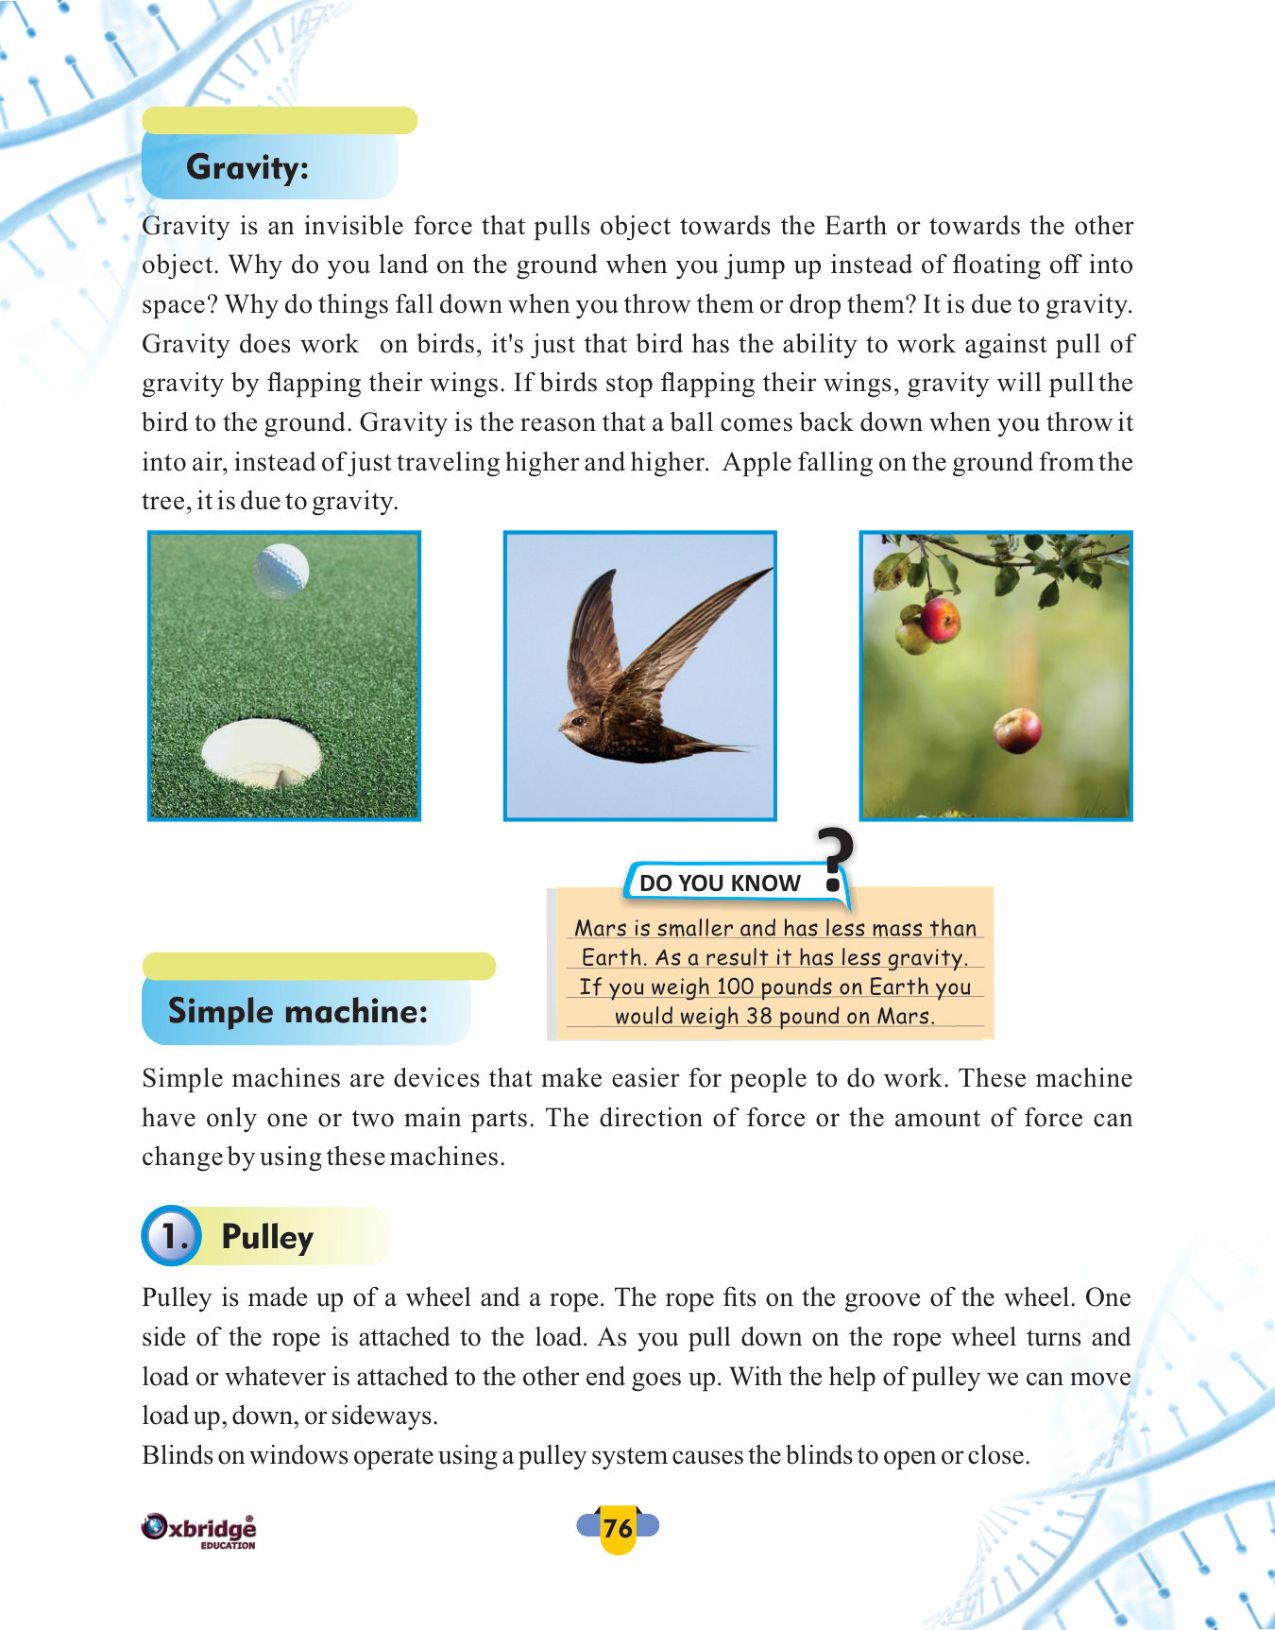 Gravity:
Gravity is an invisible force that pulls object towards the Earth or towards the other
object. Why do you land on the ground when you jump up instead of floating off into
space? Why do things fall down when you throw them or drop them? It is due to gravity.
Gravity does work on birds, it's just that bird has the ability to work against pull of
gravity by flapping their wings. If birds stop flapping their wings, gravity will pull the
bird to the ground. Gravity is the reason that a ball comes back down when you throw it
into air, instead of just traveling higher and higher. Apple falling on the ground from the
tree, it is due to gravity.
DO YOU KNOW ?
Mars is smaller and has less mass than
Earth. As a result it has less gravity.
If you weigh 100 pounds on Earth you
would weigh 38 pound on Mars.
Simple machine:
Simple machines are devices that make easier for people to do work. These machine
have only one or two main parts. The direction of force or the amount of force can
change by using these machines.
1. Pulley
Pulley is made up of a wheel and a rope. The rope fits on the groove of the wheel. One
side of the rope is attached to the load. As you pull down on the rope wheel turns and
load or whatever is attached to the other end goes up. With the help of pulley we can move
load up, down, or sideways.
Blinds on windows operate using a pulley system causes the blinds to open or close.
Oxbridge®
EDUCATION
76